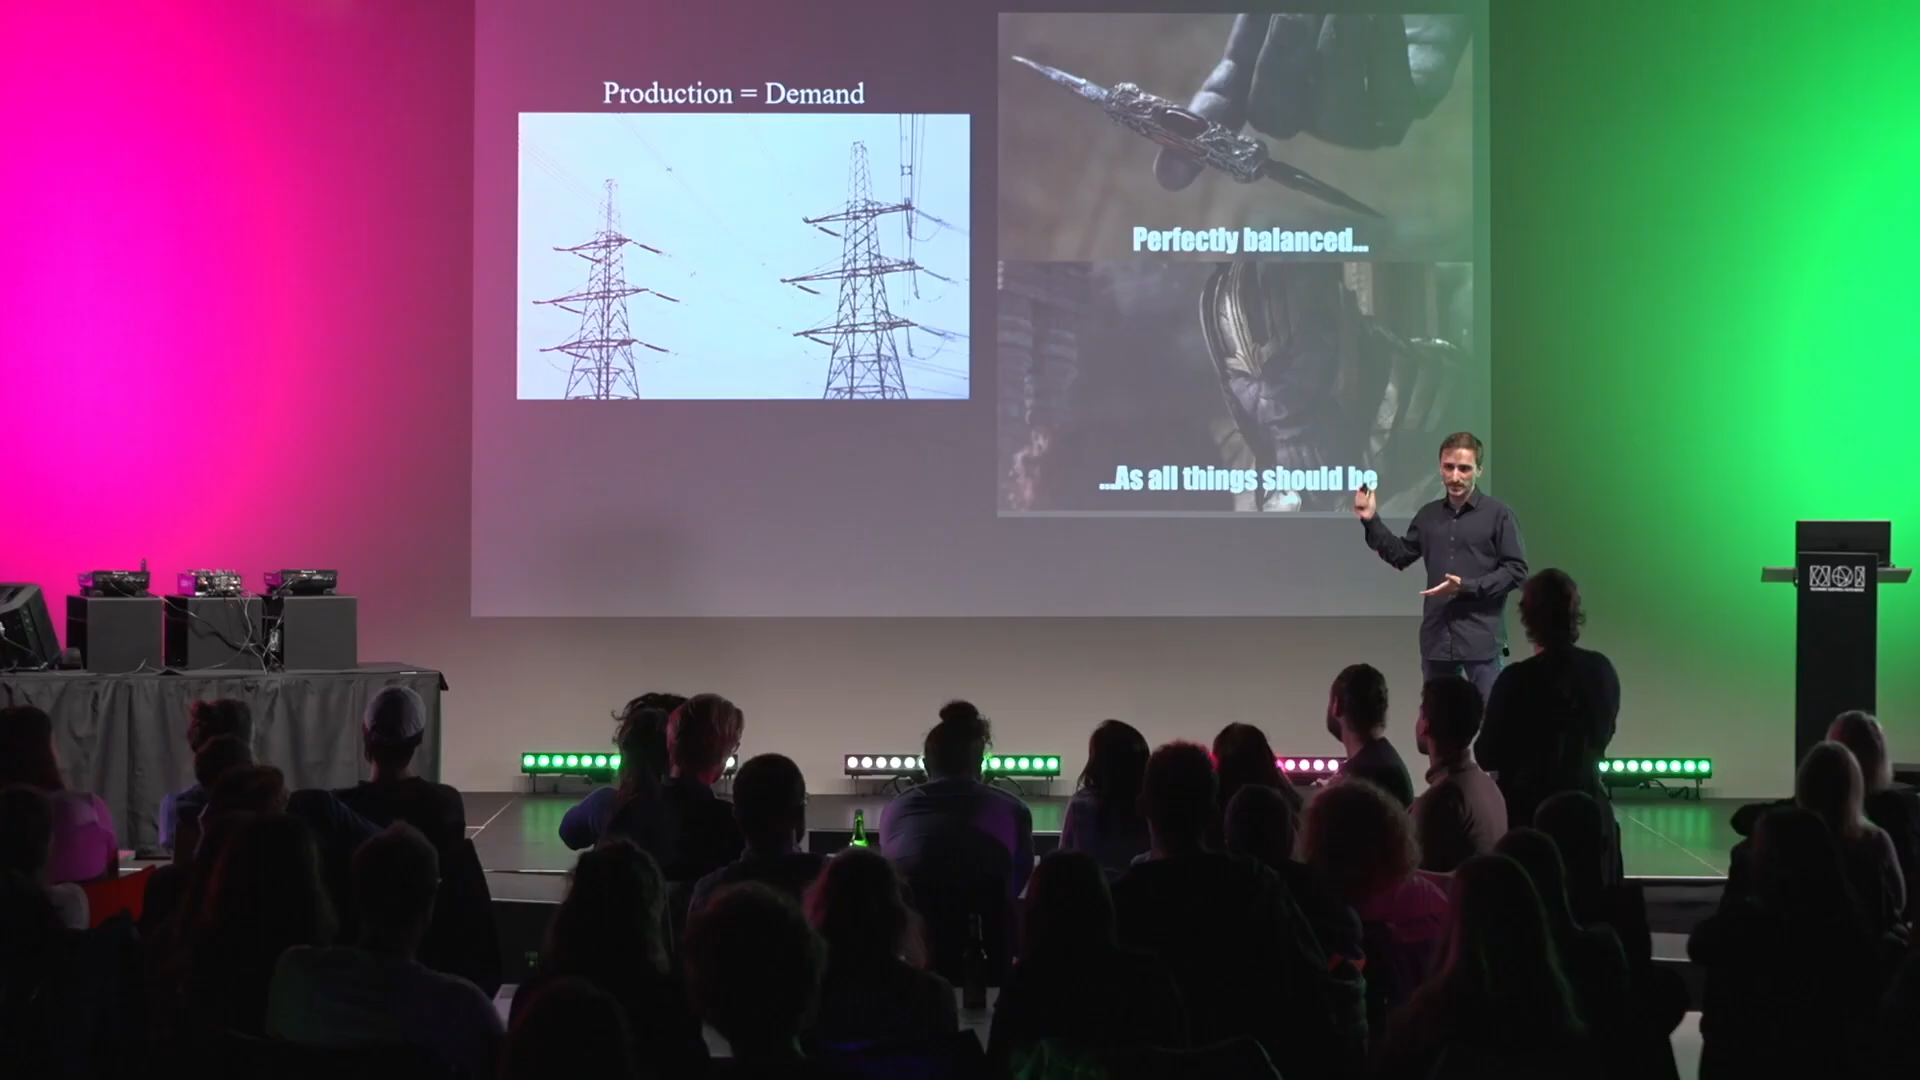 Production = Demand
Perfectly balanced...
...As all things should be